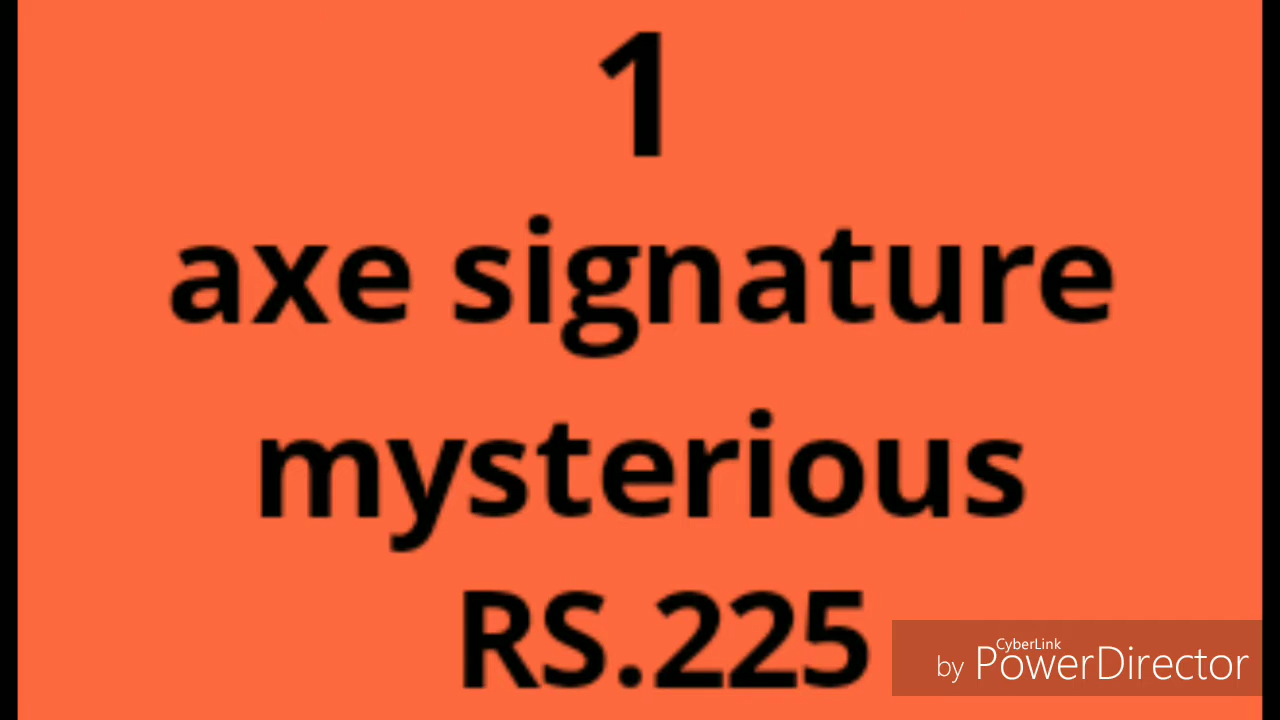 1
axe signature
mysterious
RS.225
CyberLink
by PowerDirector